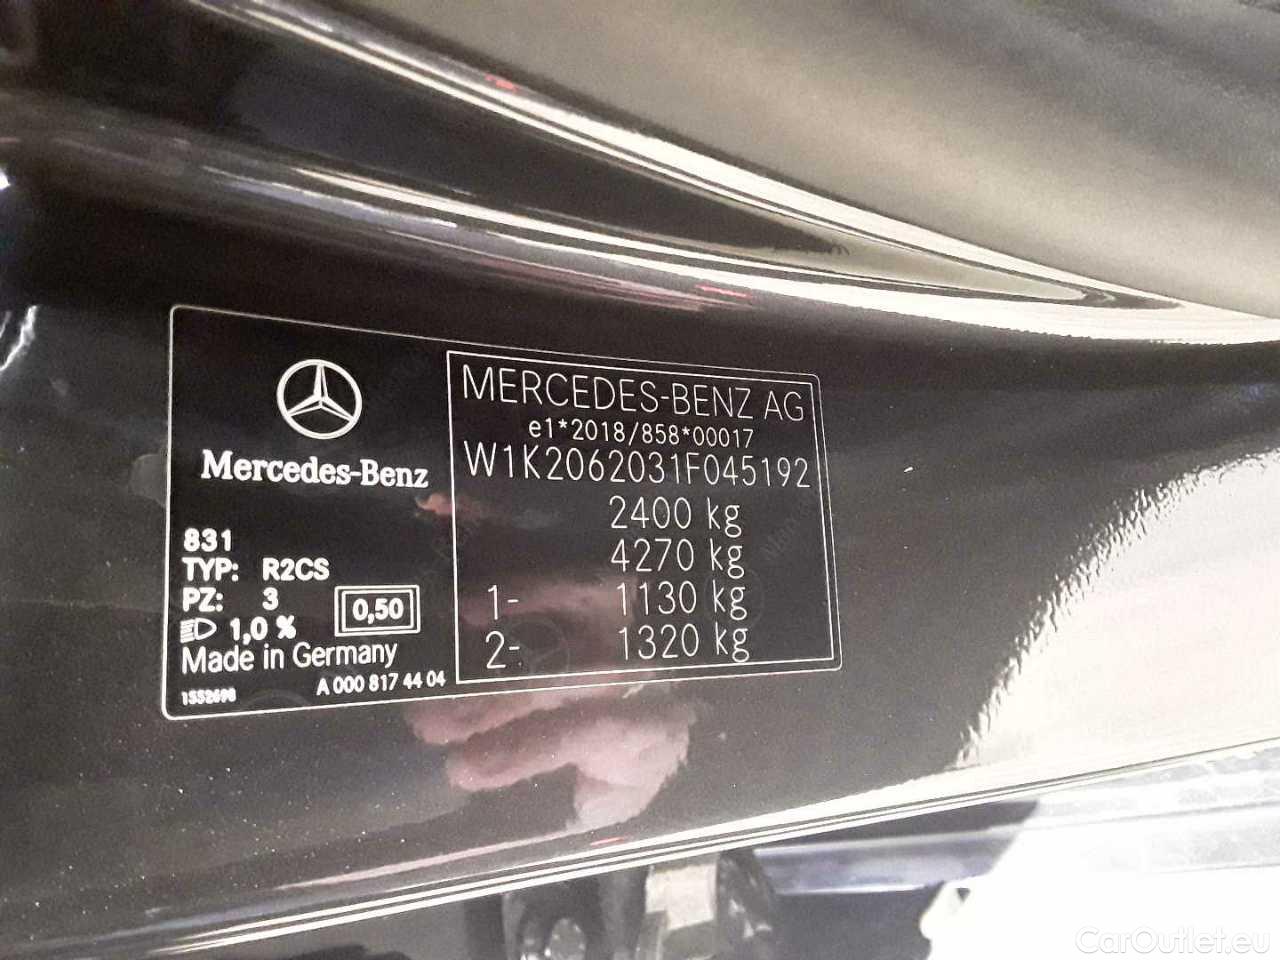 Mercedes-Benz
831
TYP: R2CS
PZ: 3
0,50
1,0 %
Made in Germany
1552698
A 000 817 44 04
MERCEDES-BENZ AG
e1*2018/858*00017
W1K2062031F045192
2400 kg
4270 kg
1- 1130 kg
2- 1320 kg
CarOutlet.eu